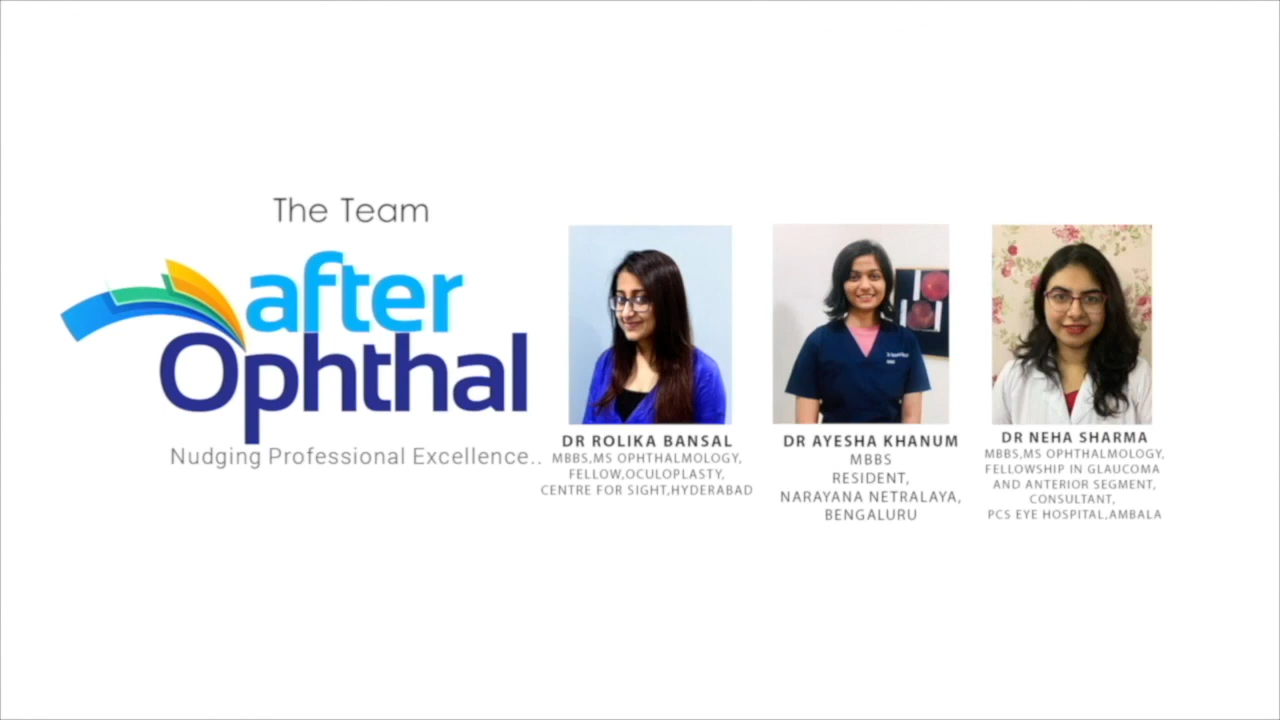 The Team
after
Ophthal
Nudging Professional Excellence..
DR ROLIKA BANSAL
MBBS,MS OPHTHALMOLOGY,
FELLOW,OCULOPLASTY,
CENTRE FOR SIGHT,HYDERABAD
DR AYESHA KHANUM
MBBS
RESIDENT,
NARAYANA NETRALAYA,
BENGALURU
DR NEHA SHARMA
MBBS,MS OPHTHALMOLOGY,
FELLOWSHIP IN GLAUCOMA
AND ANTERIOR SEGMENT,
CONSULTANT,
PCS EYE HOSPITAL,AMBALA